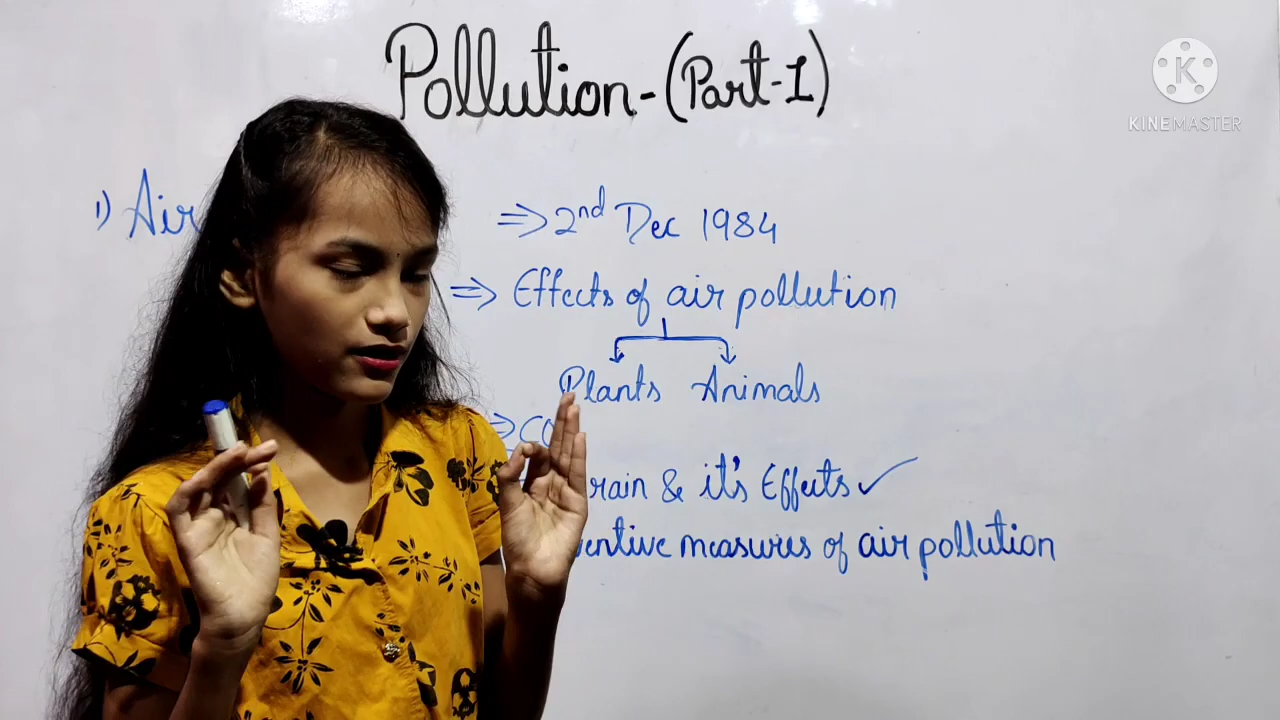 Pollution-(Part-1)
1) Air
⇒ 2nd Dec 1984
⇒ Effects of air pollution
Plants Animals
⇒ CO
rain & it's Effects ✓
ventive measures of air pollution
K
KINEMASTER